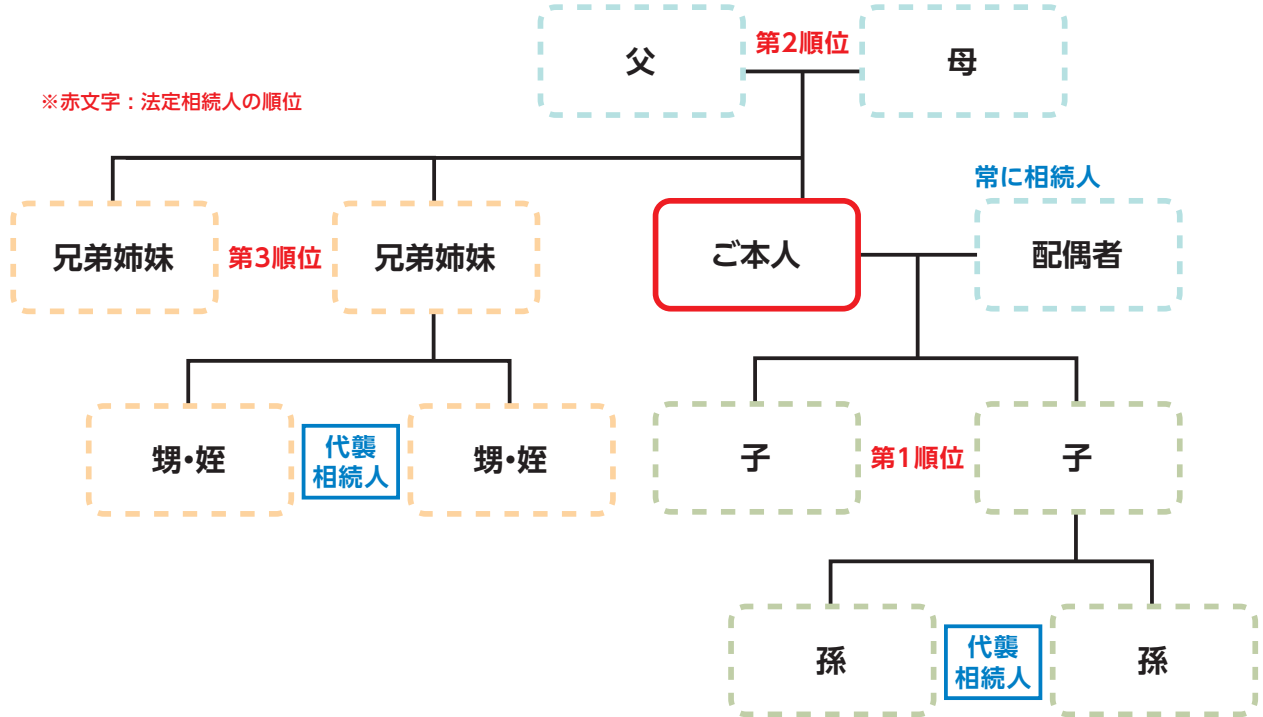 父
第2順位
母
※赤文字：法定相続人の順位
常に相続人
兄弟姉妹
第3順位
兄弟姉妹
ご本人
配偶者
甥・姪
代襲
相続人
甥・姪
子
第1順位
子
孫
代襲
相続人
孫